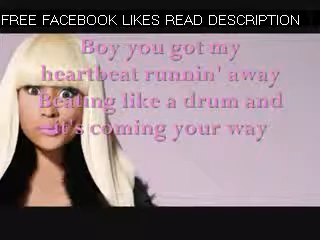 FREE FACEBOOK LIKES READ DESCRIPTION
Boy you got my
heartbeat runnin' away
Beating like a drum and
it's coming your way